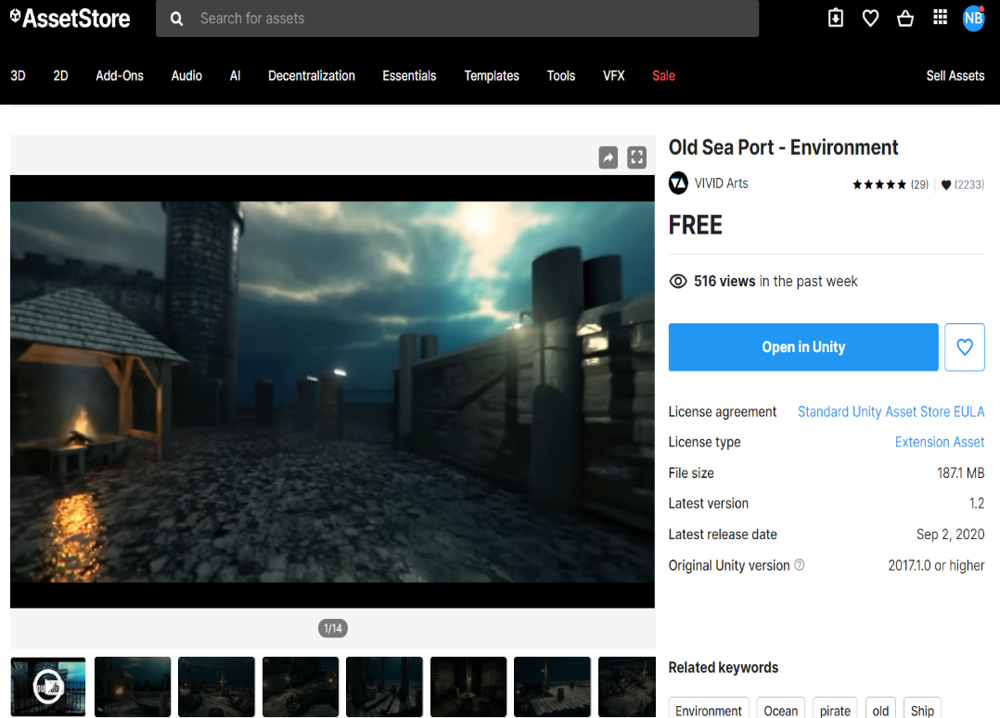 AssetStore
Search for assets
NB
3D 2D Add-Ons Audio AI Decentralization Essentials Templates Tools VFX Sale Sell Assets
Old Sea Port - Environment
VIVID Arts
(29) (2233)
FREE
516 views in the past week
Open in Unity
License agreement Standard Unity Asset Store EULA
License type Extension Asset
File size 187.1 MB
Latest version 1.2
Latest release date Sep 2, 2020
Original Unity version ? 2017.1.0 or higher
1/14
Related keywords
Environment Ocean pirate old Ship